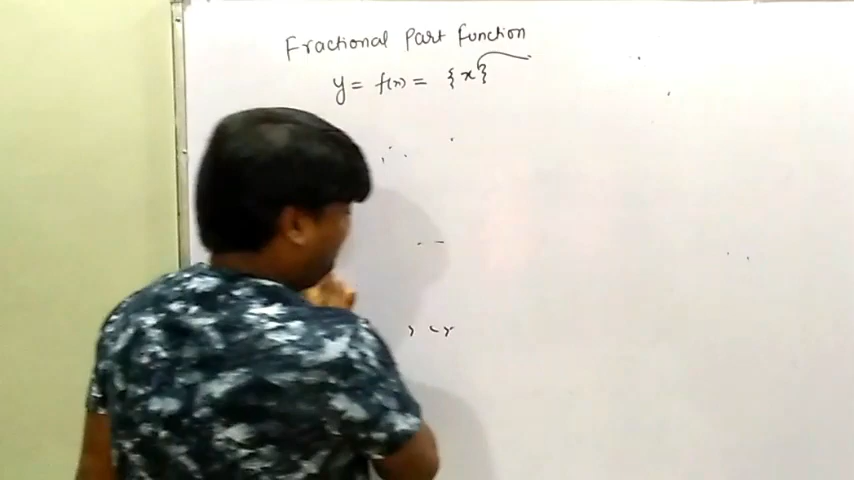 Fractional Part function
y = f(x) = {x}